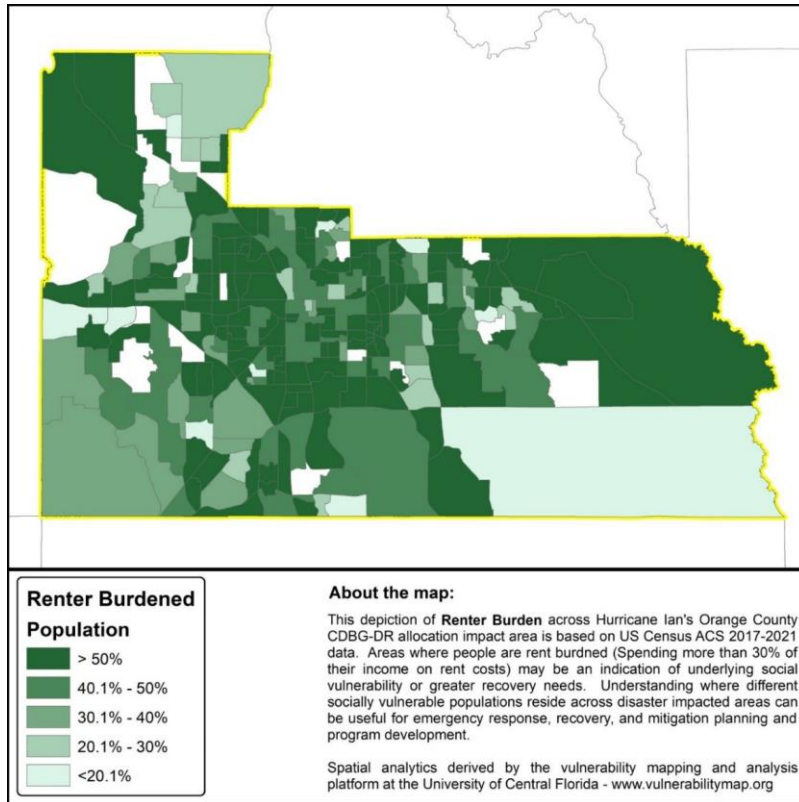 Renter Burdened
Population
> 50%
40.1% - 50%
30.1% - 40%
20.1% - 30%
<20.1%
About the map:
This depiction of Renter Burden across Hurricane Ian's Orange County
CDBG-DR allocation impact area is based on US Census ACS 2017-2021
data. Areas where people are rent burdned (Spending more than 30% of
their income on rent costs) may be an indication of underlying social
vulnerability or greater recovery needs. Understanding where different
socially vulnerable populations reside across disaster impacted areas can
be useful for emergency response, recovery, and mitigation planning and
program development.
Spatial analytics derived by the vulnerability mapping and analysis
platform at the University of Central Florida - www.vulnerabilitymap.org